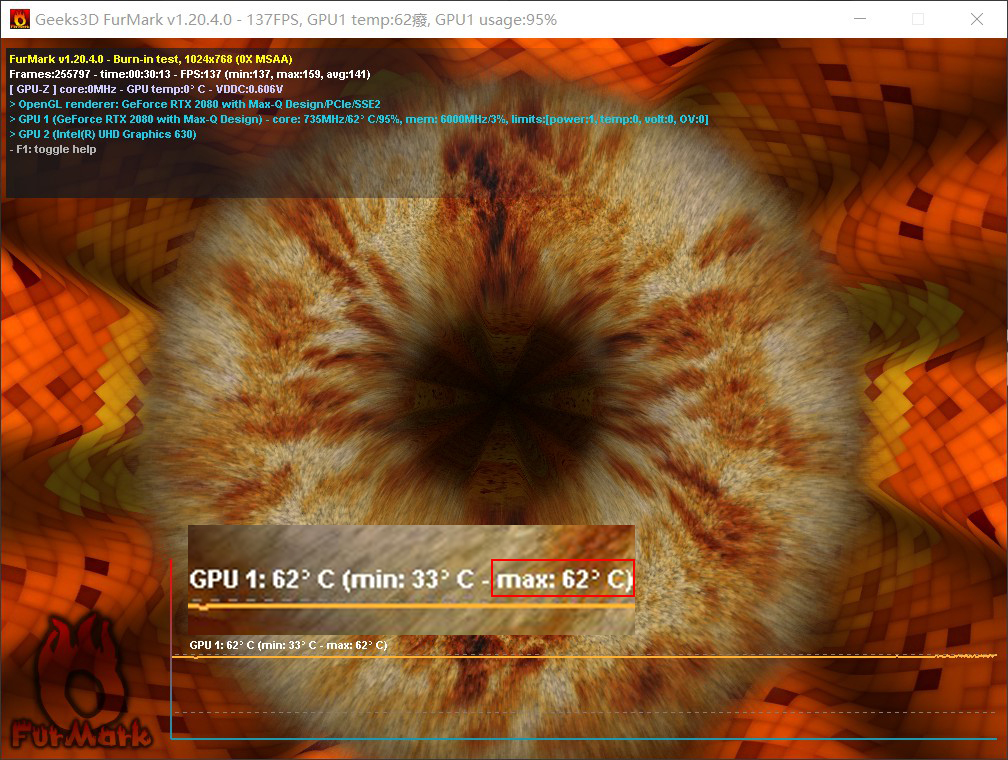 Geeks3D FurMark v1.20.4.0 - 137FPS, GPU1 temp:62癈, GPU1 usage:95%
FurMark v1.20.4.0 - Burn-in test, 1024x768 (0X MSAA)
Frames:255797 - time:00:30:13 - FPS:137 (min:137, max:159, avg:141)
[ GPU-Z ] core:0MHz - GPU temp:0° C - VDDC:0.606V
> OpenGL renderer: GeForce RTX 2080 with Max-Q Design/PCIe/SSE2
> GPU 1 (GeForce RTX 2080 with Max-Q Design) - core: 735MHz/62° C/95%, mem: 6000MHz/3%, limits:[power:1, temp:0, volt:0, OV:0]
> GPU 2 (Intel(R) UHD Graphics 630)
- F1: toggle help
GPU 1: 62° C (min: 33° C - max: 62° C)
GPU 1: 62° C (min: 33° C - max: 62° C)
FurMark